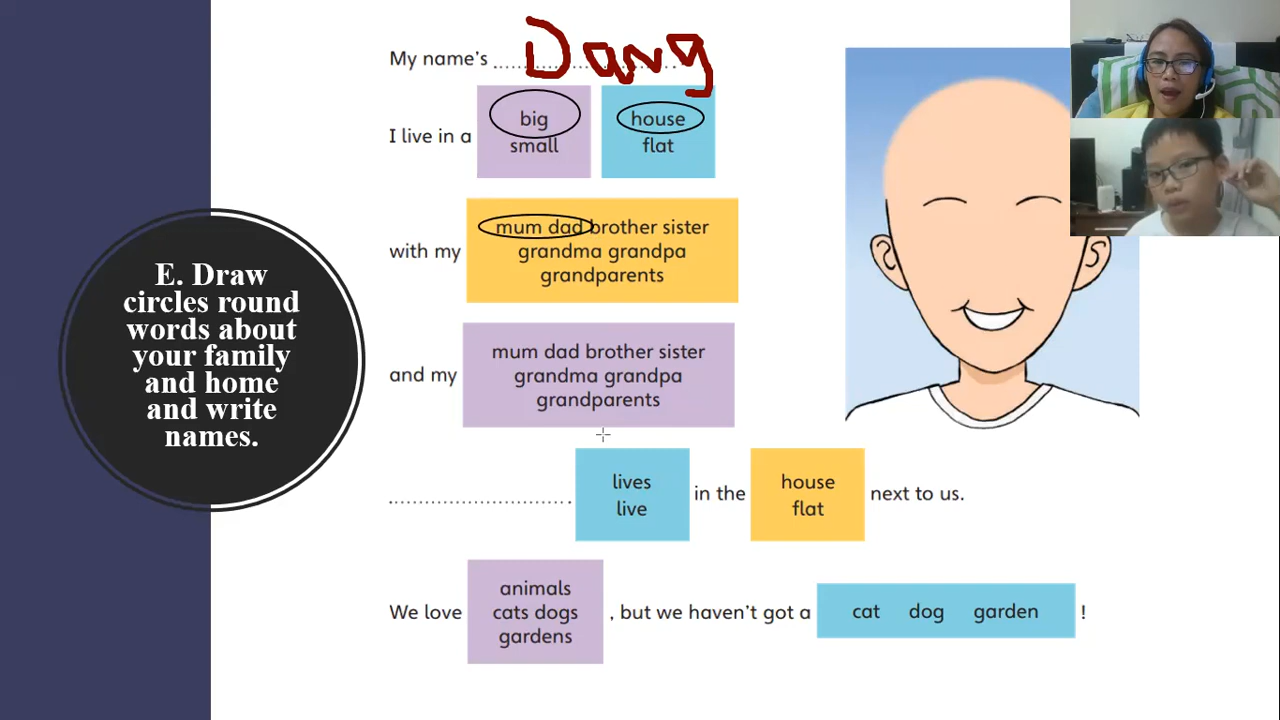 E. Draw
circles round
words about
your family
and home
and write
names.
My name's ........................ Dang
I live in a big house
small flat
with my mum dad brother sister
grandma grandpa
grandparents
and my mum dad brother sister
grandma grandpa
grandparents
........................ lives in the house next to us.
live flat
We love animals
cats dogs
gardens
, but we haven't got a cat dog garden !